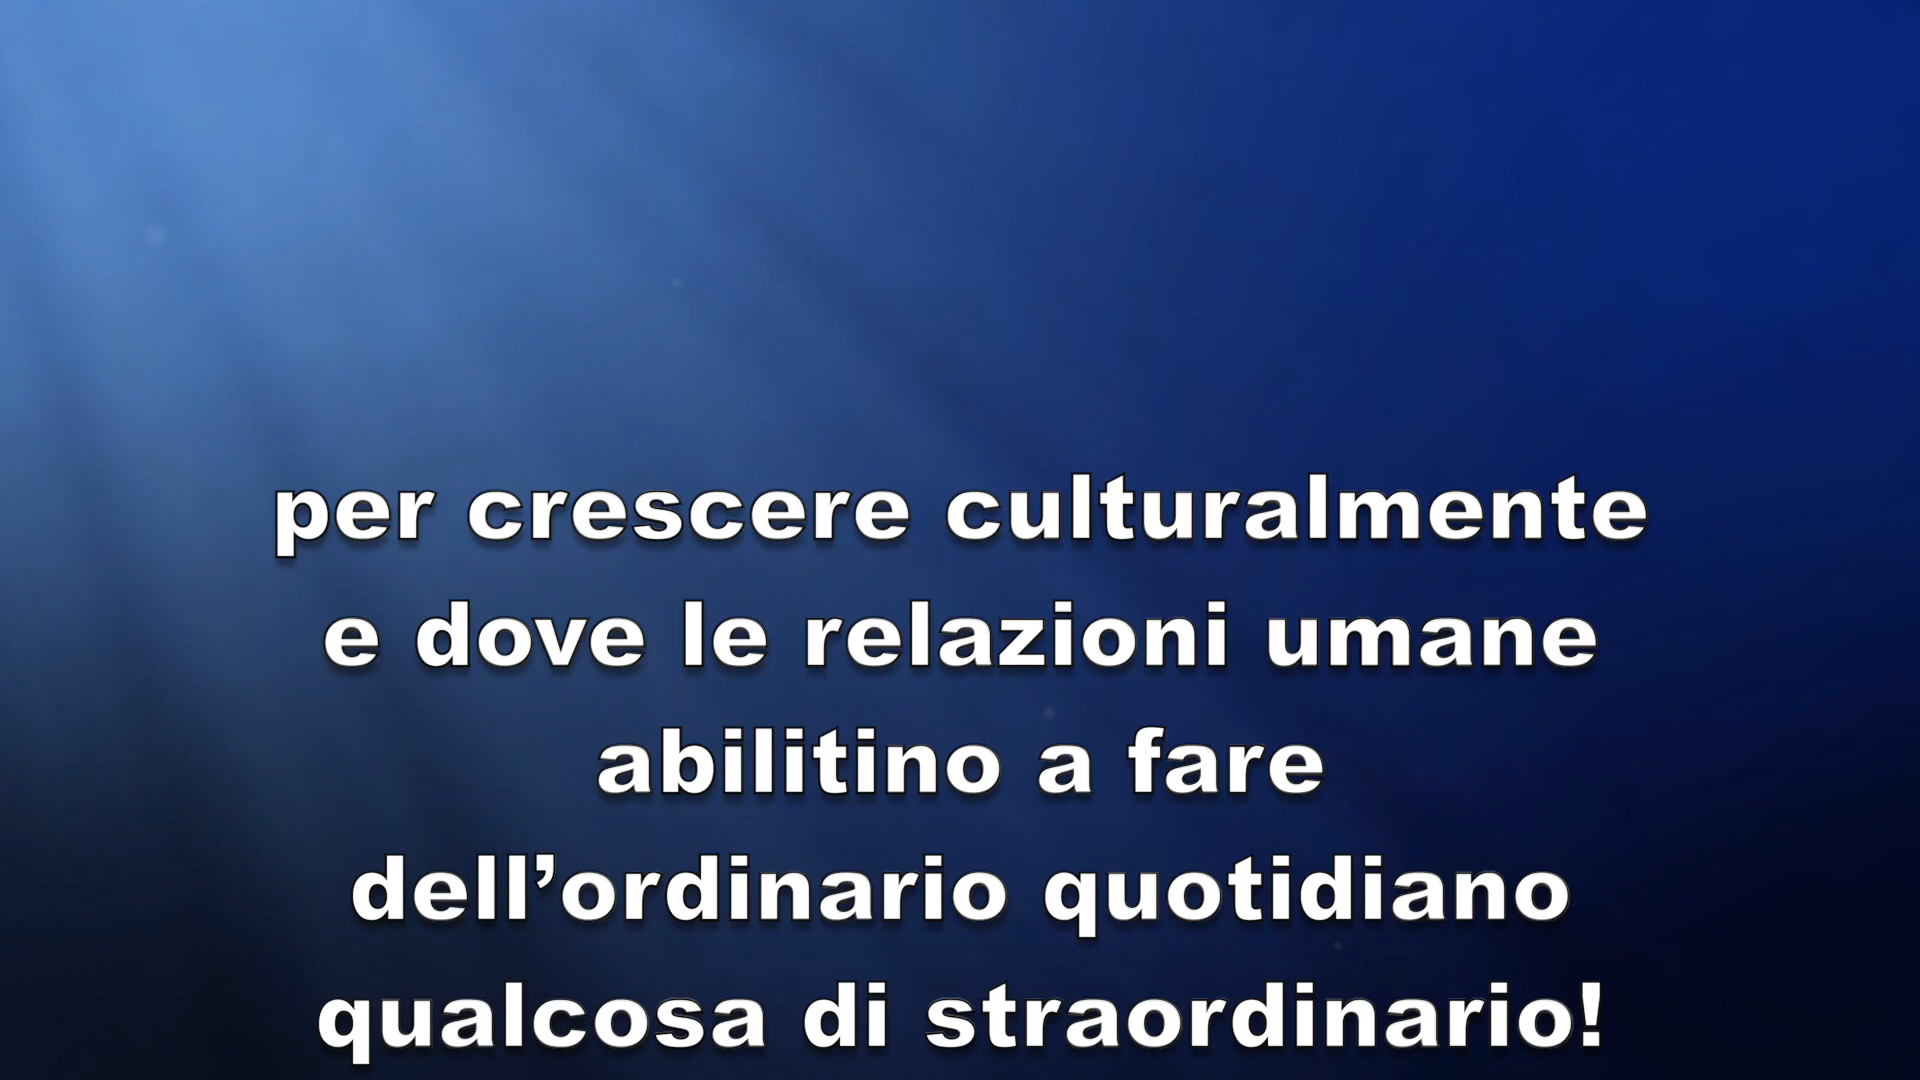 per crescere culturalmente
e dove le relazioni umane
abilitino a fare
dell’ordinario quotidiano
qualcosa di straordinario!